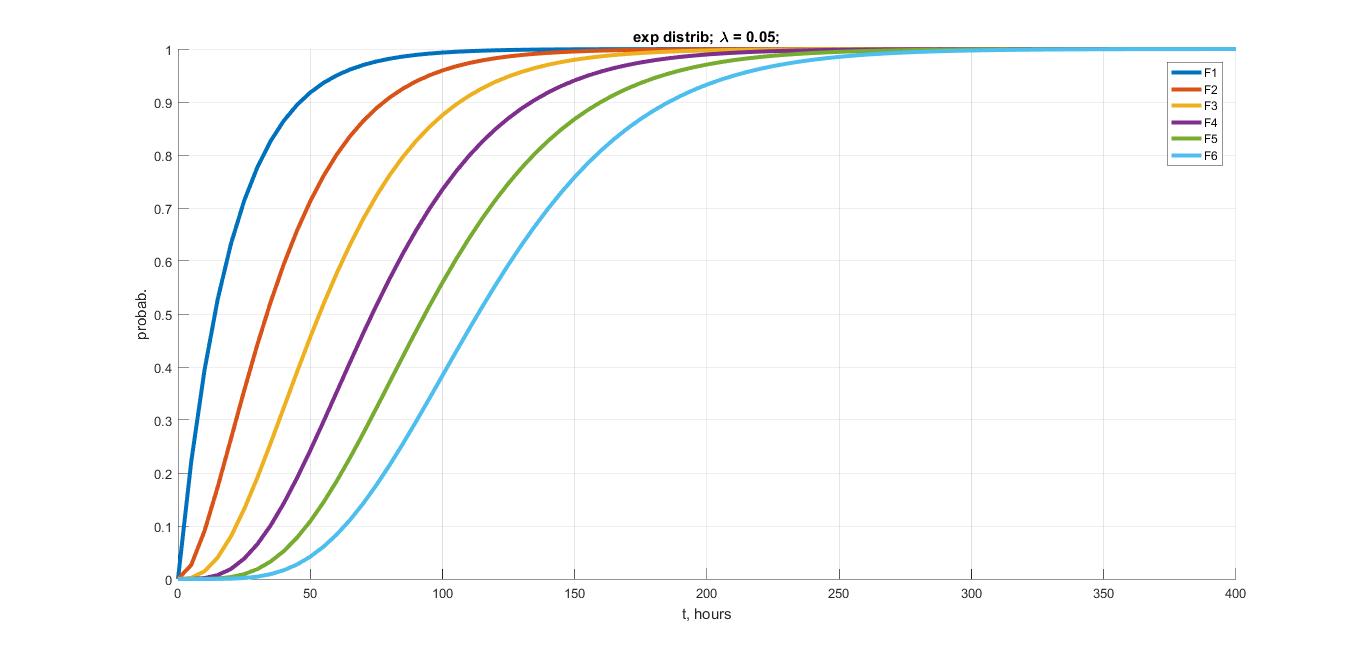 exp distrib; λ = 0.05;
1
0.9
0.8
0.7
0.6
0.5
0.4
0.3
0.2
0.1
0
probab.
F1
F2
F3
F4
F5
F6
0 50 100 150 200 250 300 350 400
t, hours